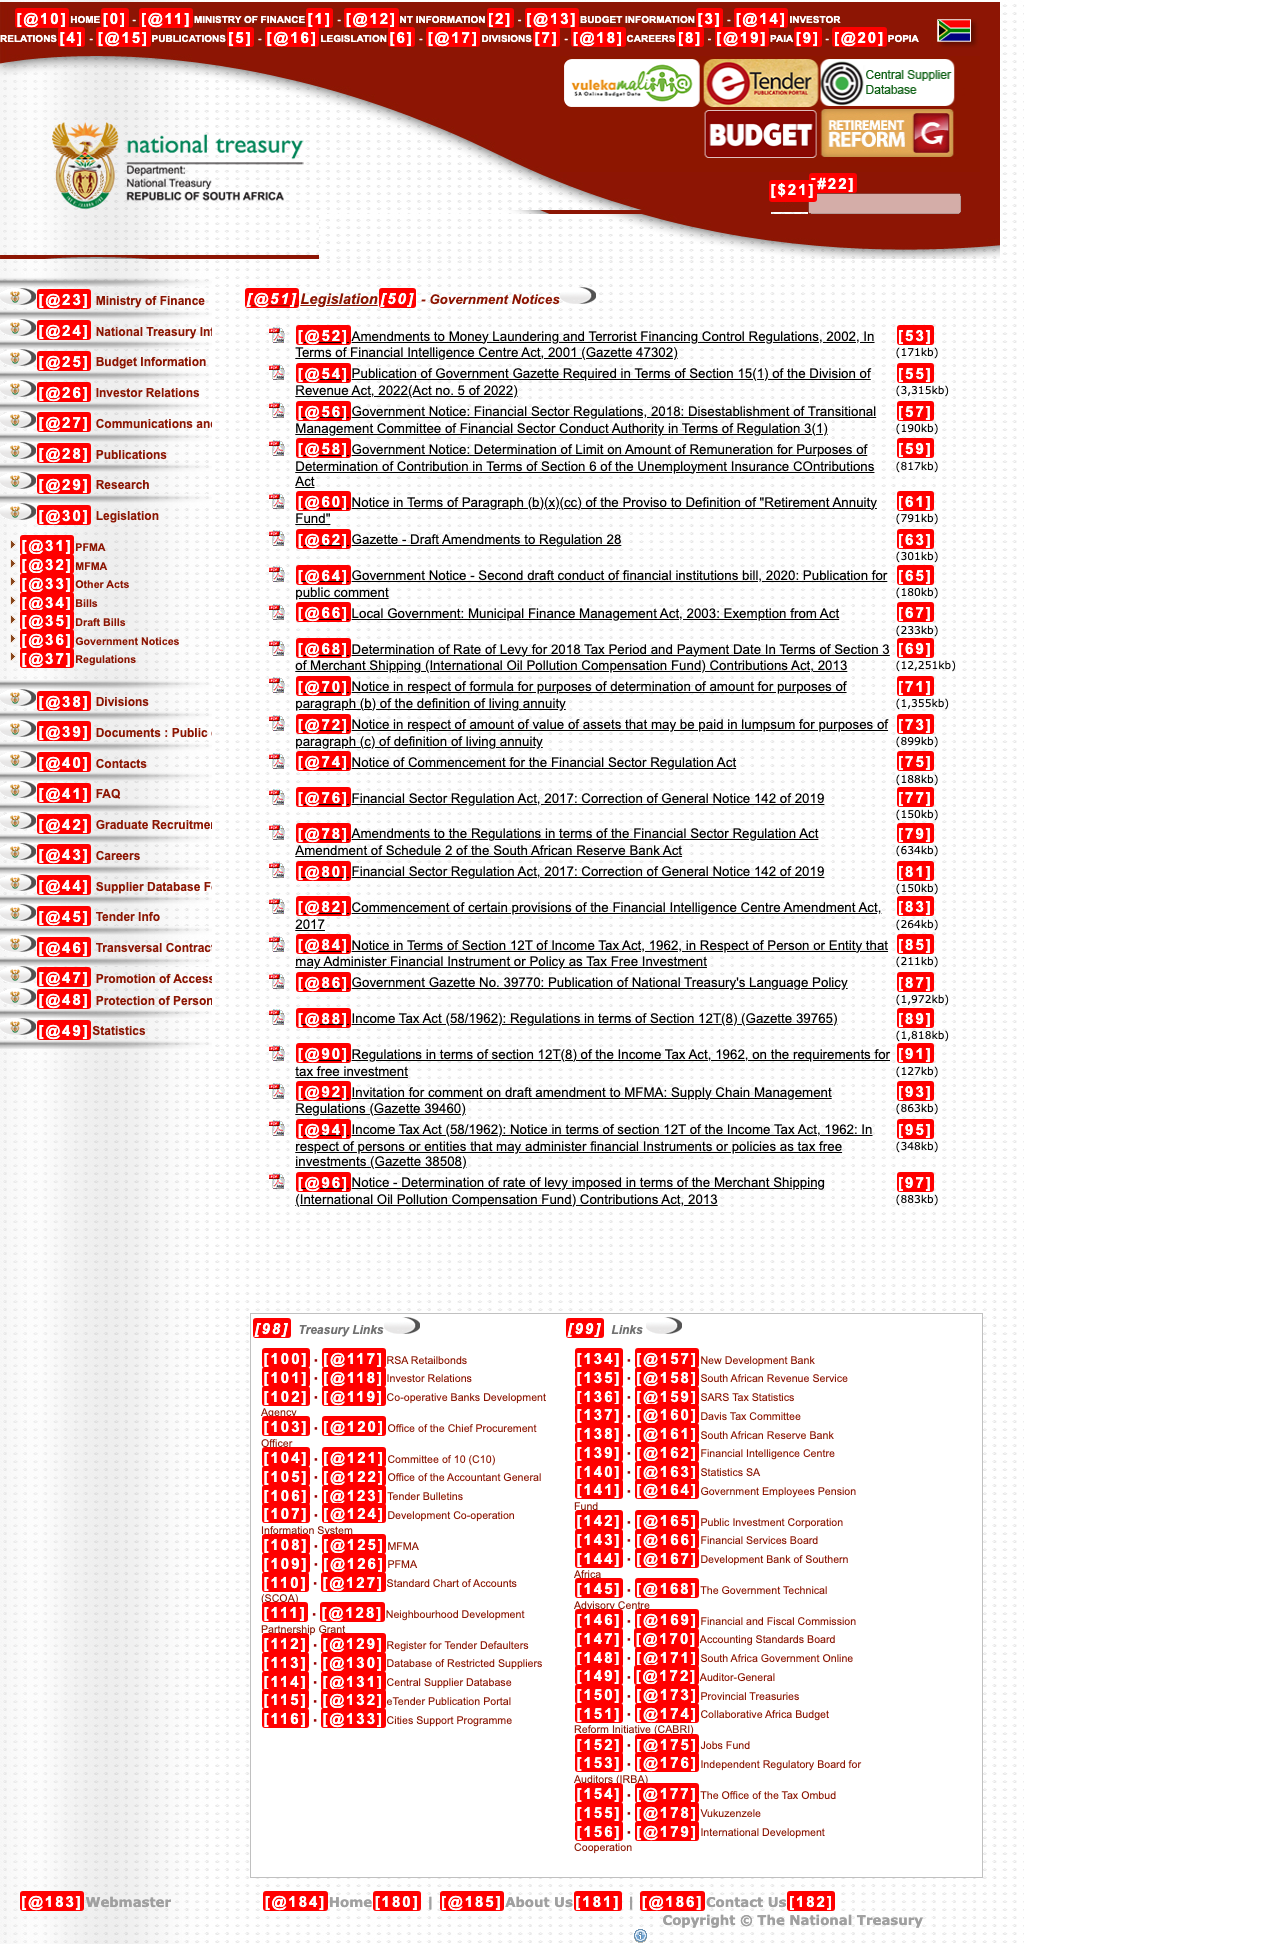 [@10] HOME [0] - [@11] MINISTRY OF FINANCE [1] - [@12] NT INFORMATION [2] - [@13] BUDGET INFORMATION [3] - [@14] INVESTOR
RELATIONS [4] - [@15] PUBLICATIONS [5] - [@16] LEGISLATION [6] - [@17] DIVISIONS [7] - [@18] CAREERS [8] - [@19] PAIA [9] - [@20] POPIA
vulekamali
SA Online Budget Data
eTender
PUBLICATION PORTAL
Central Supplier
Database
BUDGET
RETIREMENT
REFORM
national treasury
Department:
National Treasury
REPUBLIC OF SOUTH AFRICA
[$21] [#22]
[@23] Ministry of Finance
[@24] National Treasury Inf
[@25] Budget Information
[@26] Investor Relations
[@27] Communications and
[@28] Publications
[@29] Research
[@30] Legislation
[@31] PFMA
[@32] MFMA
[@33] Other Acts
[@34] Bills
[@35] Draft Bills
[@36] Government Notices
[@37] Regulations
[@38] Divisions
[@39] Documents : Public
[@40] Contacts
[@41] FAQ
[@42] Graduate Recruitmen
[@43] Careers
[@44] Supplier Database F
[@45] Tender Info
[@46] Transversal Contrac
[@47] Promotion of Access
[@48] Protection of Person
[@49] Statistics
[@51] Legislation [50] - Government Notices
[@52] Amendments to Money Laundering and Terrorist Financing Control Regulations, 2002, In [53]
Terms of Financial Intelligence Centre Act, 2001 (Gazette 47302) (171kb)
[@54] Publication of Government Gazette Required in Terms of Section 15(1) of the Division of [55]
Revenue Act, 2022(Act no. 5 of 2022) (3,315kb)
[@56] Government Notice: Financial Sector Regulations, 2018: Disestablishment of Transitional [57]
Management Committee of Financial Sector Conduct Authority in Terms of Regulation 3(1) (190kb)
[@58] Government Notice: Determination of Limit on Amount of Remuneration for Purposes of [59]
Determination of Contribution in Terms of Section 6 of the Unemployment Insurance COntributions (817kb)
Act
[@60] Notice in Terms of Paragraph (b)(x)(cc) of the Proviso to Definition of "Retirement Annuity [61]
Fund" (791kb)
[@62] Gazette - Draft Amendments to Regulation 28 [63]
(301kb)
[@64] Government Notice - Second draft conduct of financial institutions bill, 2020: Publication for [65]
public comment (180kb)
[@66] Local Government: Municipal Finance Management Act, 2003: Exemption from Act [67]
(233kb)
[@68] Determination of Rate of Levy for 2018 Tax Period and Payment Date In Terms of Section 3 [69]
of Merchant Shipping (International Oil Pollution Compensation Fund) Contributions Act, 2013 (12,251kb)
[@70] Notice in respect of formula for purposes of determination of amount for purposes of [71]
paragraph (b) of the definition of living annuity (1,355kb)
[@72] Notice in respect of amount of value of assets that may be paid in lumpsum for purposes of [73]
paragraph (c) of definition of living annuity (899kb)
[@74] Notice of Commencement for the Financial Sector Regulation Act [75]
(188kb)
[@76] Financial Sector Regulation Act, 2017: Correction of General Notice 142 of 2019 [77]
(150kb)
[@78] Amendments to the Regulations in terms of the Financial Sector Regulation Act [79]
Amendment of Schedule 2 of the South African Reserve Bank Act (634kb)
[@80] Financial Sector Regulation Act, 2017: Correction of General Notice 142 of 2019 [81]
(150kb)
[@82] Commencement of certain provisions of the Financial Intelligence Centre Amendment Act, [83]
2017 (264kb)
[@84] Notice in Terms of Section 12T of Income Tax Act, 1962, in Respect of Person or Entity that [85]
may Administer Financial Instrument or Policy as Tax Free Investment (211kb)
[@86] Government Gazette No. 39770: Publication of National Treasury's Language Policy [87]
(1,972kb)
[@88] Income Tax Act (58/1962): Regulations in terms of Section 12T(8) (Gazette 39765) [89]
(1,818kb)
[@90] Regulations in terms of section 12T(8) of the Income Tax Act, 1962, on the requirements for [91]
tax free investment (127kb)
[@92] Invitation for comment on draft amendment to MFMA: Supply Chain Management [93]
Regulations (Gazette 39460) (863kb)
[@94] Income Tax Act (58/1962): Notice in terms of section 12T of the Income Tax Act, 1962: In [95]
respect of persons or entities that may administer financial Instruments or policies as tax free (348kb)
investments (Gazette 38508)
[@96] Notice - Determination of rate of levy imposed in terms of the Merchant Shipping [97]
(International Oil Pollution Compensation Fund) Contributions Act, 2013 (883kb)
[98] Treasury Links
[100] • [@117] RSA Retailbonds
[101] • [@118] Investor Relations
[102] • [@119] Co-operative Banks Development
Agency
[103] • [@120] Office of the Chief Procurement
Officer
[104] • [@121] Committee of 10 (C10)
[105] • [@122] Office of the Accountant General
[106] • [@123] Tender Bulletins
[107] • [@124] Development Co-operation
Information System
[108] • [@125] MFMA
[109] • [@126] PFMA
[110] • [@127] Standard Chart of Accounts
(SCOA)
[111] • [@128] Neighbourhood Development
Partnership Grant
[112] • [@129] Register for Tender Defaulters
[113] • [@130] Database of Restricted Suppliers
[114] • [@131] Central Supplier Database
[115] • [@132] eTender Publication Portal
[116] • [@133] Cities Support Programme
[99] Links
[134] • [@157] New Development Bank
[135] • [@158] South African Revenue Service
[136] • [@159] SARS Tax Statistics
[137] • [@160] Davis Tax Committee
[138] • [@161] South African Reserve Bank
[139] • [@162] Financial Intelligence Centre
[140] • [@163] Statistics SA
[141] • [@164] Government Employees Pension
Fund
[142] • [@165] Public Investment Corporation
[143] • [@166] Financial Services Board
[144] • [@167] Development Bank of Southern
Africa
[145] • [@168] The Government Technical
Advisory Centre
[146] • [@169] Financial and Fiscal Commission
[147] • [@170] Accounting Standards Board
[148] • [@171] South Africa Government Online
[149] • [@172] Auditor-General
[150] • [@173] Provincial Treasuries
[151] • [@174] Collaborative Africa Budget
Reform Initiative (CABRI)
[152] • [@175] Jobs Fund
[153] • [@176] Independent Regulatory Board for
Auditors (IRBA)
[154] • [@177] The Office of the Tax Ombud
[155] • [@178] Vukuzenzele
[156] • [@179] International Development
Cooperation
[@183] Webmaster [@184] Home [180] | [@185] About Us [181] | [@186] Contact Us [182]
Copyright © The National Treasury